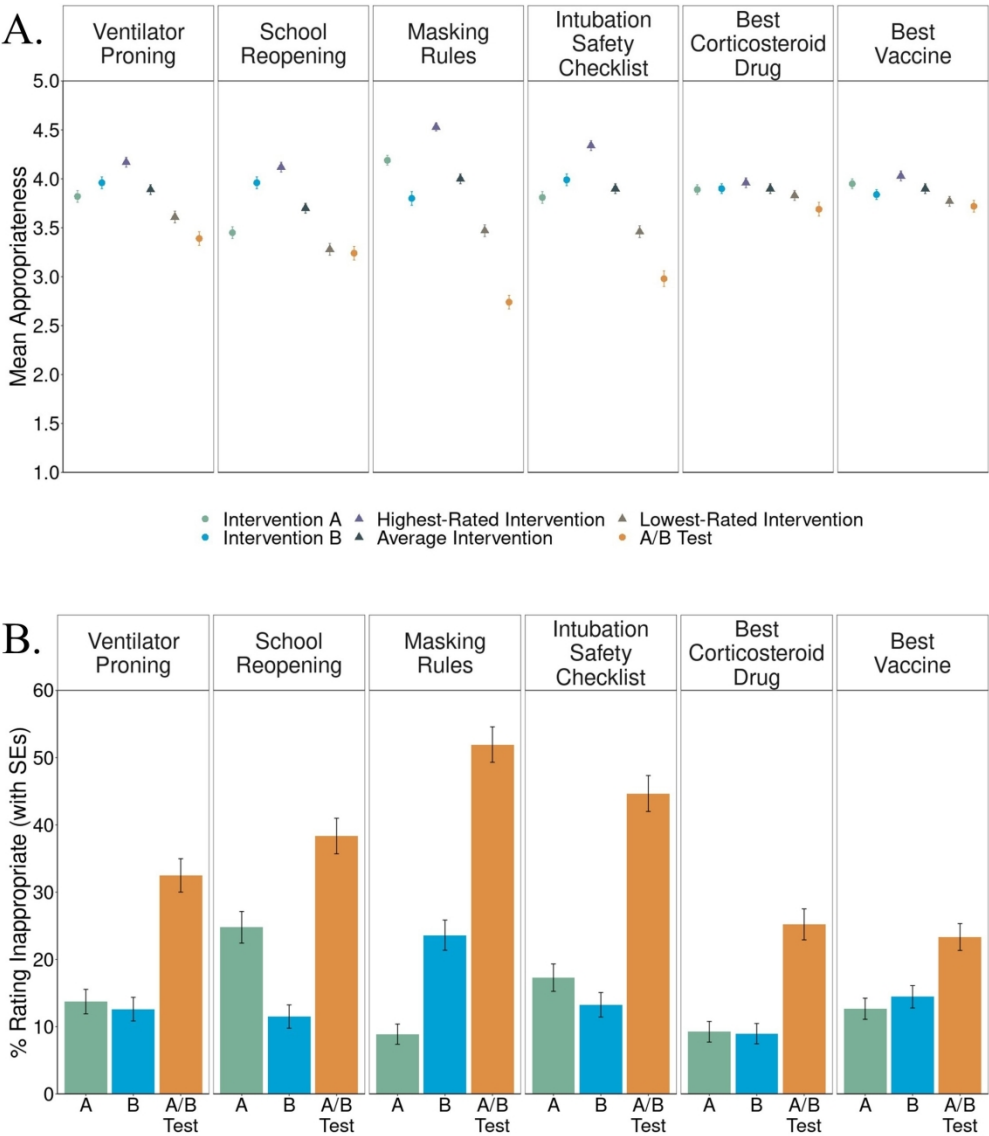 A.
Ventilator
Proning
School
Reopening
Masking
Rules
Intubation
Safety
Checklist
Best
Corticosteroid
Drug
Best
Vaccine
Mean Appropriateness
5.0
4.5
4.0
3.5
3.0
2.5
2.0
1.5
1.0
Intervention A
Highest-Rated Intervention
Lowest-Rated Intervention
Intervention B
Average Intervention
A/B Test
B.
Ventilator
Proning
School
Reopening
Masking
Rules
Intubation
Safety
Checklist
Best
Corticosteroid
Drug
Best
Vaccine
% Rating Inappropriate (with SEs)
60
50
40
30
20
10
0
A
B
A/B
Test
A
B
A/B
Test
A
B
A/B
Test
A
B
A/B
Test
A
B
A/B
Test
A
B
A/B
Test